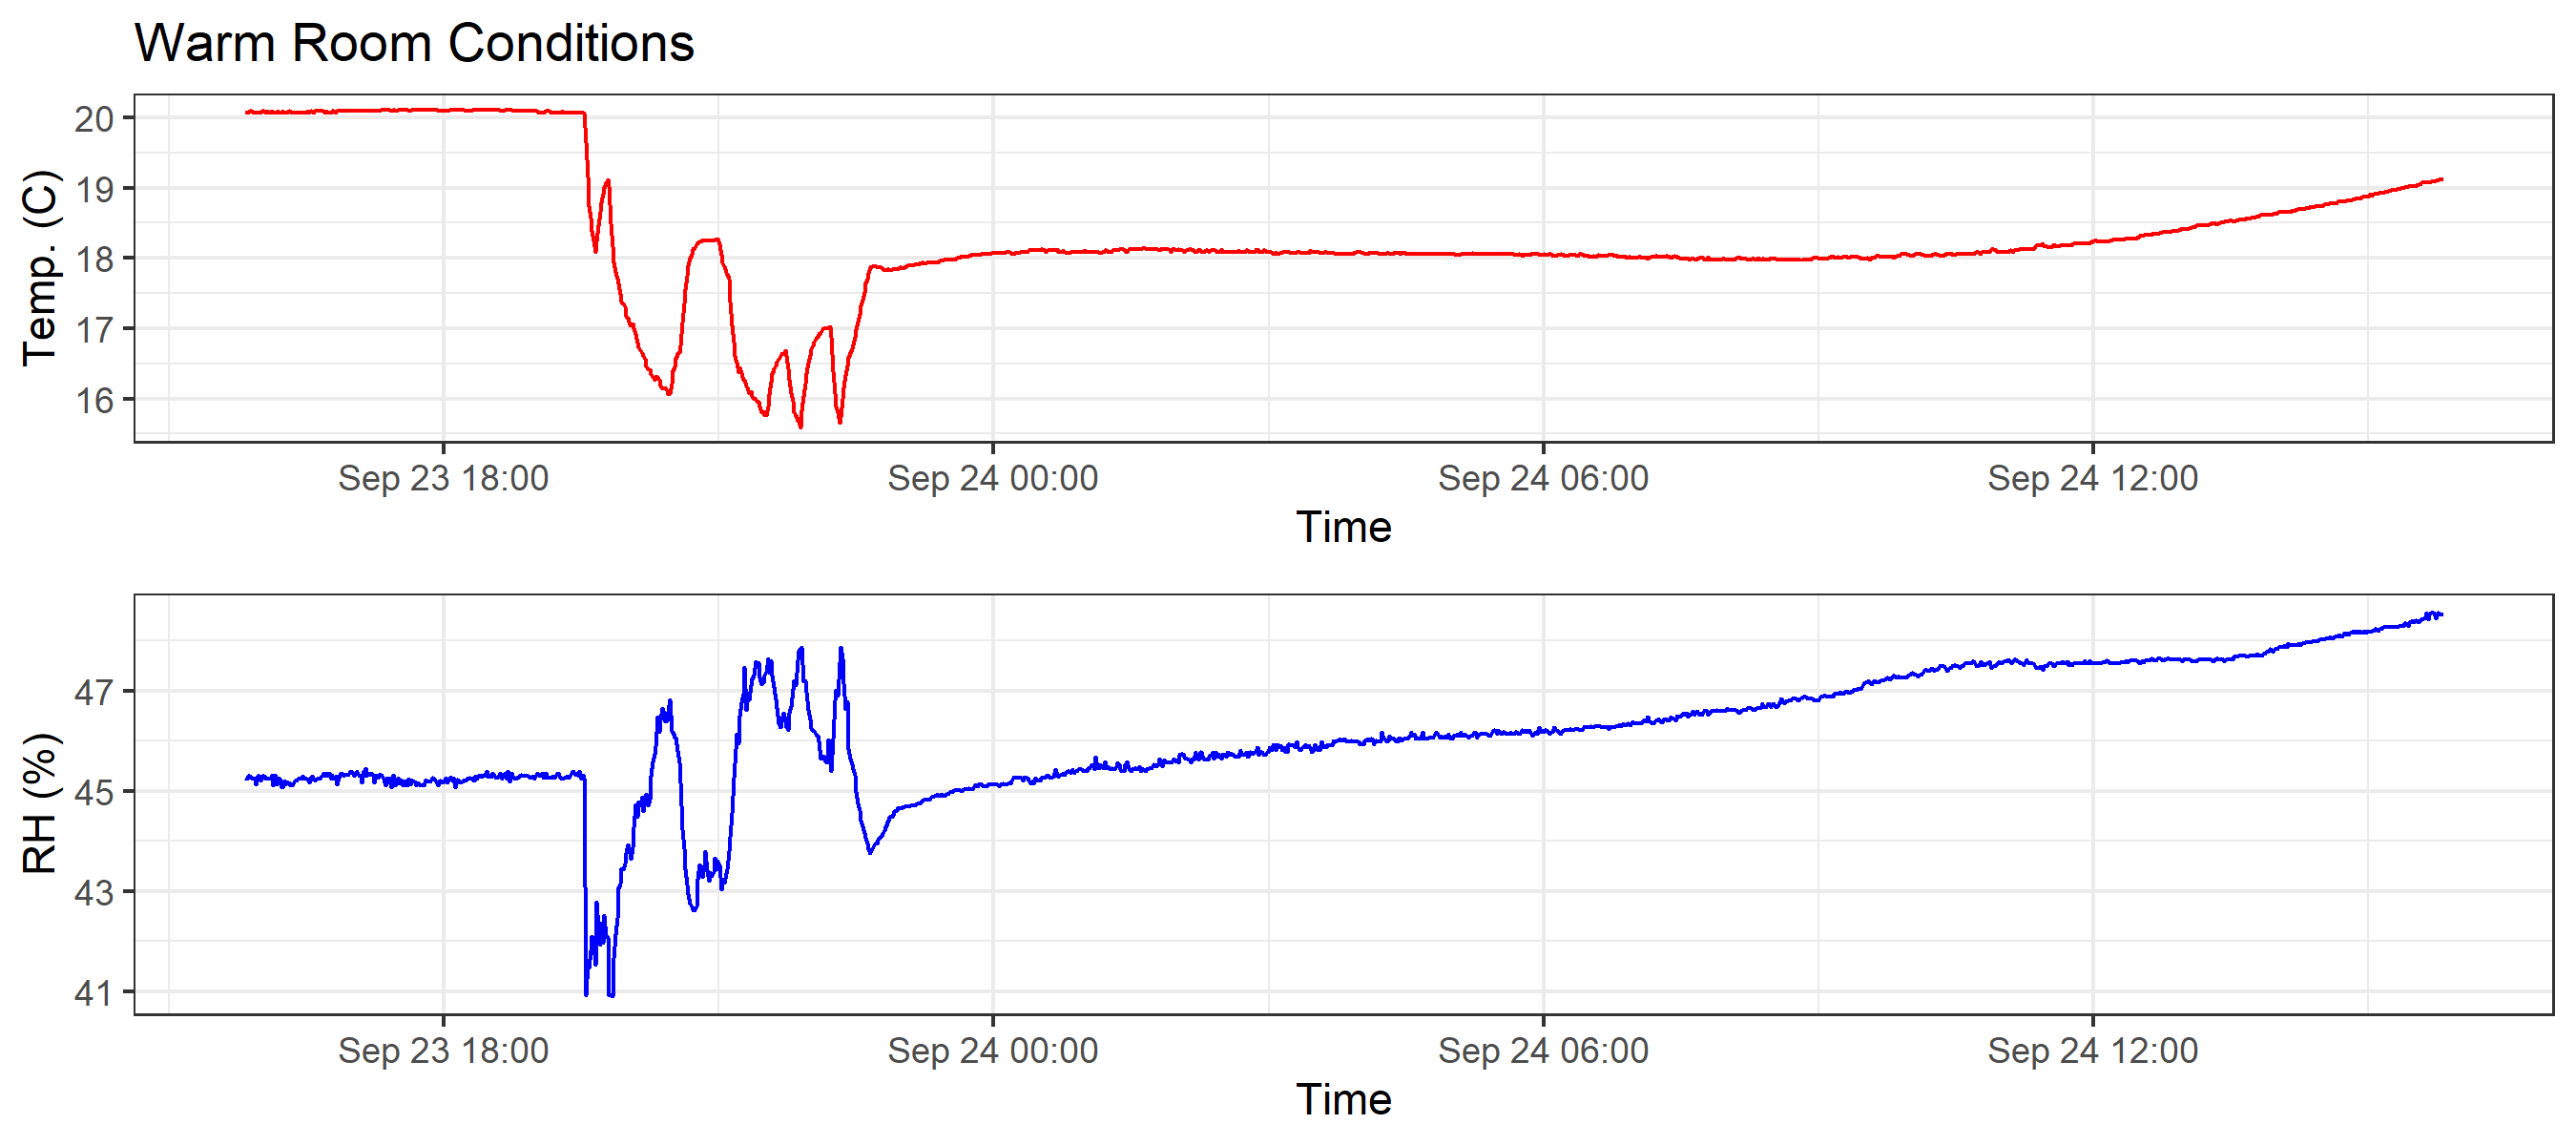 Warm Room Conditions
Temp. (C)
20
19
18
17
16
Sep 23 18:00 Sep 24 00:00 Sep 24 06:00 Sep 24 12:00
Time
RH (%)
47
45
43
41
Sep 23 18:00 Sep 24 00:00 Sep 24 06:00 Sep 24 12:00
Time